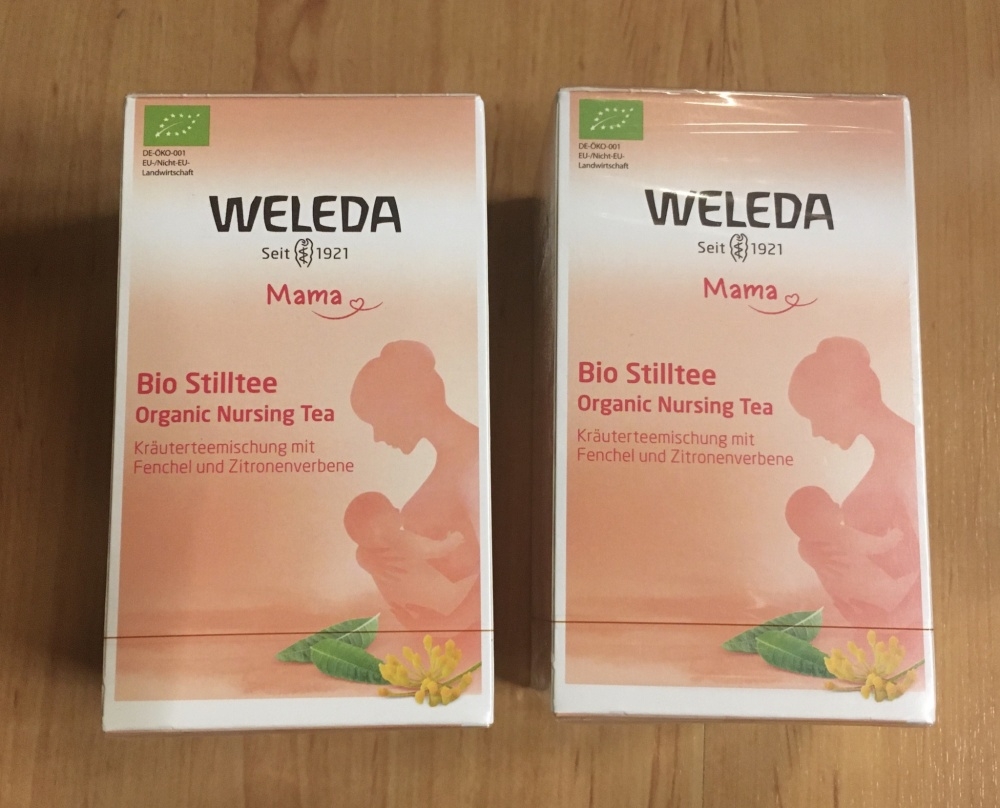 DE-ÖKO-001
EU-/Nicht-EU-
Landwirtschaft
WELEDA
Seit 1921
Mama
Bio Stilltee
Organic Nursing Tea
Kräuterteemischung mit
Fenchel und Zitronenverbene
DE-ÖKO-001
EU-/Nicht-EU-
Landwirtschaft
WELEDA
Seit 1921
Mama
Bio Stilltee
Organic Nursing Tea
Kräuterteemischung mit
Fenchel und Zitronenverbene